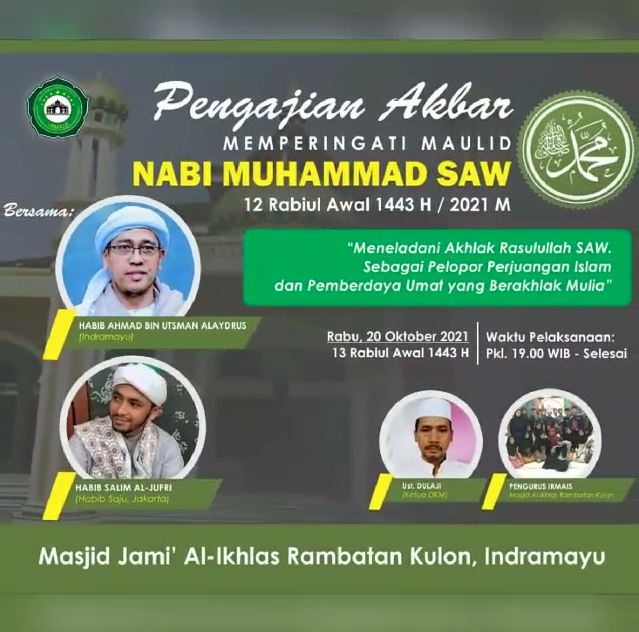 Pengajian Akbar
MEMPERINGATI MAULID
NABI MUHAMMAD SAW
12 Rabiul Awal 1443 H / 2021 M
محمد
Bersama:
"Meneladani Akhlak Rasulullah SAW.
Sebagai Pelopor Perjuangan Islam
dan Pemberdaya Umat yang Berakhlak Mulia"
HABIB AHMAD BIN UTSMAN ALAYDRUS
(Indramayu)
Rabu, 20 Oktober 2021
13 Rabiul Awal 1443 H
Waktu Pelaksanaan:
Pkl. 19.00 WIB - Selesai
HABIB SALIM AL-JUFRI
(Habib Saju, Jakarta)
Ust. DULAJI
(Ketua DKM)
PENGURUS IRMAIS
Masjid Al-Ikhlas Rambatan Kulon
Masjid Jami' Al-Ikhlas Rambatan Kulon, Indramayu